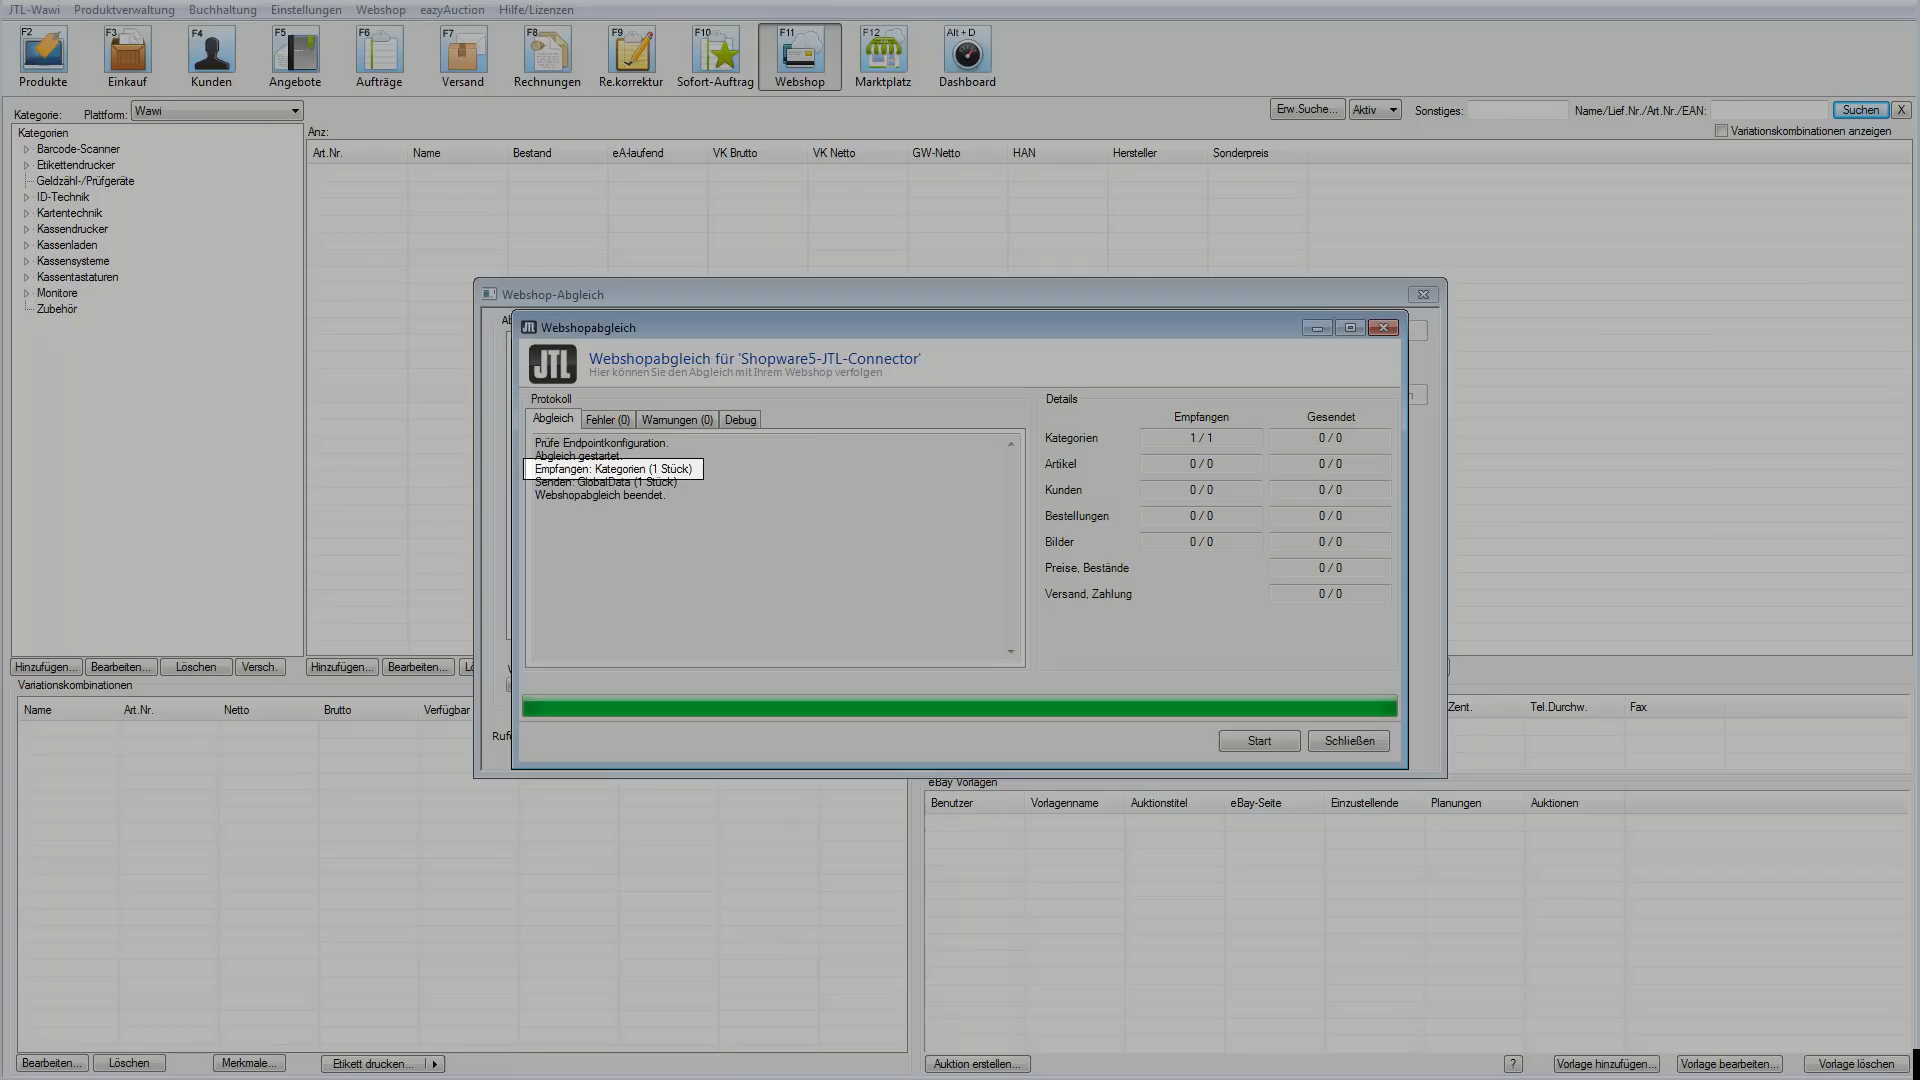 JTL-Wawi Produktverwaltung Buchhaltung Einstellungen Webshop eazyAuction Hilfe/Lizenzen
F2 F3 F4 F5 F6 F7 F8 F9 F10 F11 F12 Alt + D
Produkte Einkauf Kunden Angebote Aufträge Versand Rechnungen Re.korrektur Sofort-Auftrag Webshop Marktplatz Dashboard
Kategorie: Plattform: Wawi Erw.Suche... Aktiv Sonstiges: Name/Lief.Nr./Art.Nr./EAN: Suchen X
Kategorien Anz: Variationskombinationen anzeigen
Barcode-Scanner
Etikettendrucker
Geldzähl-/Prüfgeräte
ID-Technik
Kartentechnik
Kassendrucker
Kassenladen
Kassensysteme
Kassentastaturen
Monitore
Zubehör
Art.Nr. Name Bestand eA-laufend VK Brutto VK Netto GW-Netto HAN Hersteller Sonderpreis
Webshop-Abgleich
Webshopabgleich
JTL
Webshopabgleich für 'Shopware5-JTL-Connector'
Hier können Sie den Abgleich mit Ihrem Webshop verfolgen
Protokoll
Abgleich Fehler (0) Warnungen (0) Debug
Prüfe Endpointkonfiguration.
Abgleich gestartet.
Empfangen: Kategorien (1 Stück)
Senden: GlobalData (1 Stück)
Webshopabgleich beendet.
Details
Empfangen Gesendet
Kategorien 1 / 1 0 / 0
Artikel 0 / 0 0 / 0
Kunden 0 / 0 0 / 0
Bestellungen 0 / 0 0 / 0
Bilder 0 / 0 0 / 0
Preise, Bestände 0 / 0
Versand, Zahlung 0 / 0
Start Schließen
Hinzufügen... Bearbeiten... Löschen Versch. Hinzufügen... Bearbeiten...
Variationskombinationen
Name Art.Nr. Netto Brutto Verfügbar
Zent. Tel.Durchw. Fax
eBay Vorlagen
Benutzer Vorlagenname Auktionstitel eBay-Seite Einzustellende Planungen Auktionen
Bearbeiten... Löschen Merkmale... Etikett drucken... Auktion erstellen... ? Vorlage hinzufügen... Vorlage bearbeiten... Vorlage löschen